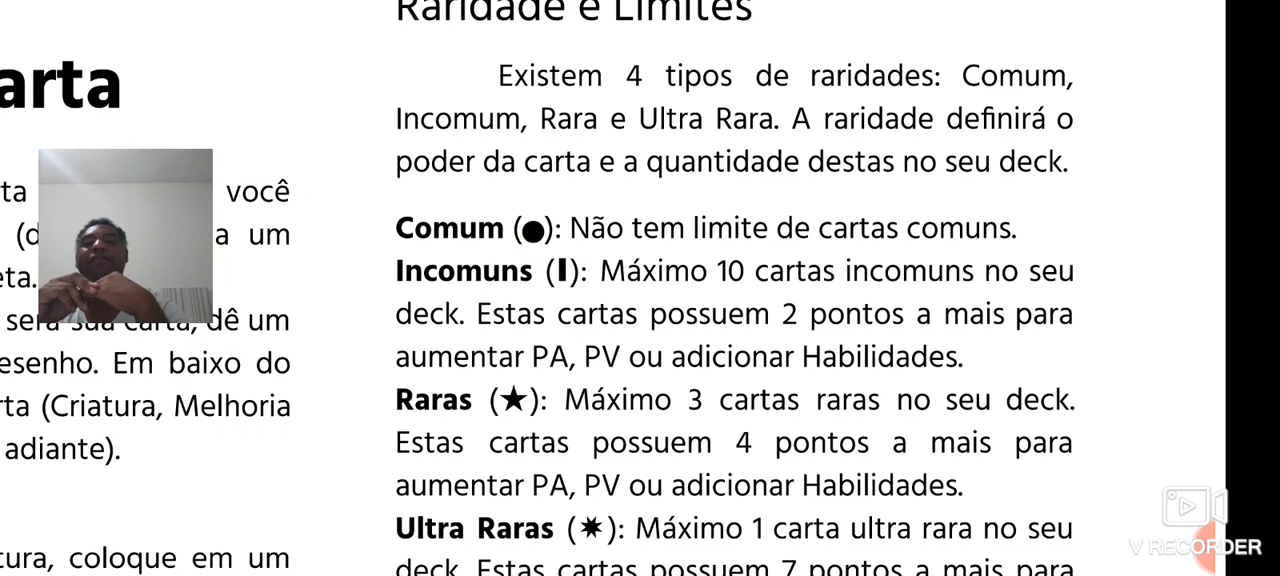 arta
ta você
(d a um
eta.
será sua carta, dê um
esenho. Em baixo do
rta (Criatura, Melhoria
adiante).
tura, coloque em um
Raridade e Limites
Existem 4 tipos de raridades: Comum,
Incomum, Rara e Ultra Rara. A raridade definirá o
poder da carta e a quantidade destas no seu deck.
Comum (●): Não tem limite de cartas comuns.
Incomuns (I): Máximo 10 cartas incomuns no seu
deck. Estas cartas possuem 2 pontos a mais para
aumentar PA, PV ou adicionar Habilidades.
Raras (★): Máximo 3 cartas raras no seu deck.
Estas cartas possuem 4 pontos a mais para
aumentar PA, PV ou adicionar Habilidades.
Ultra Raras (✷): Máximo 1 carta ultra rara no seu
deck. Estas cartas possuem 7 pontos a mais para
V RECORDER